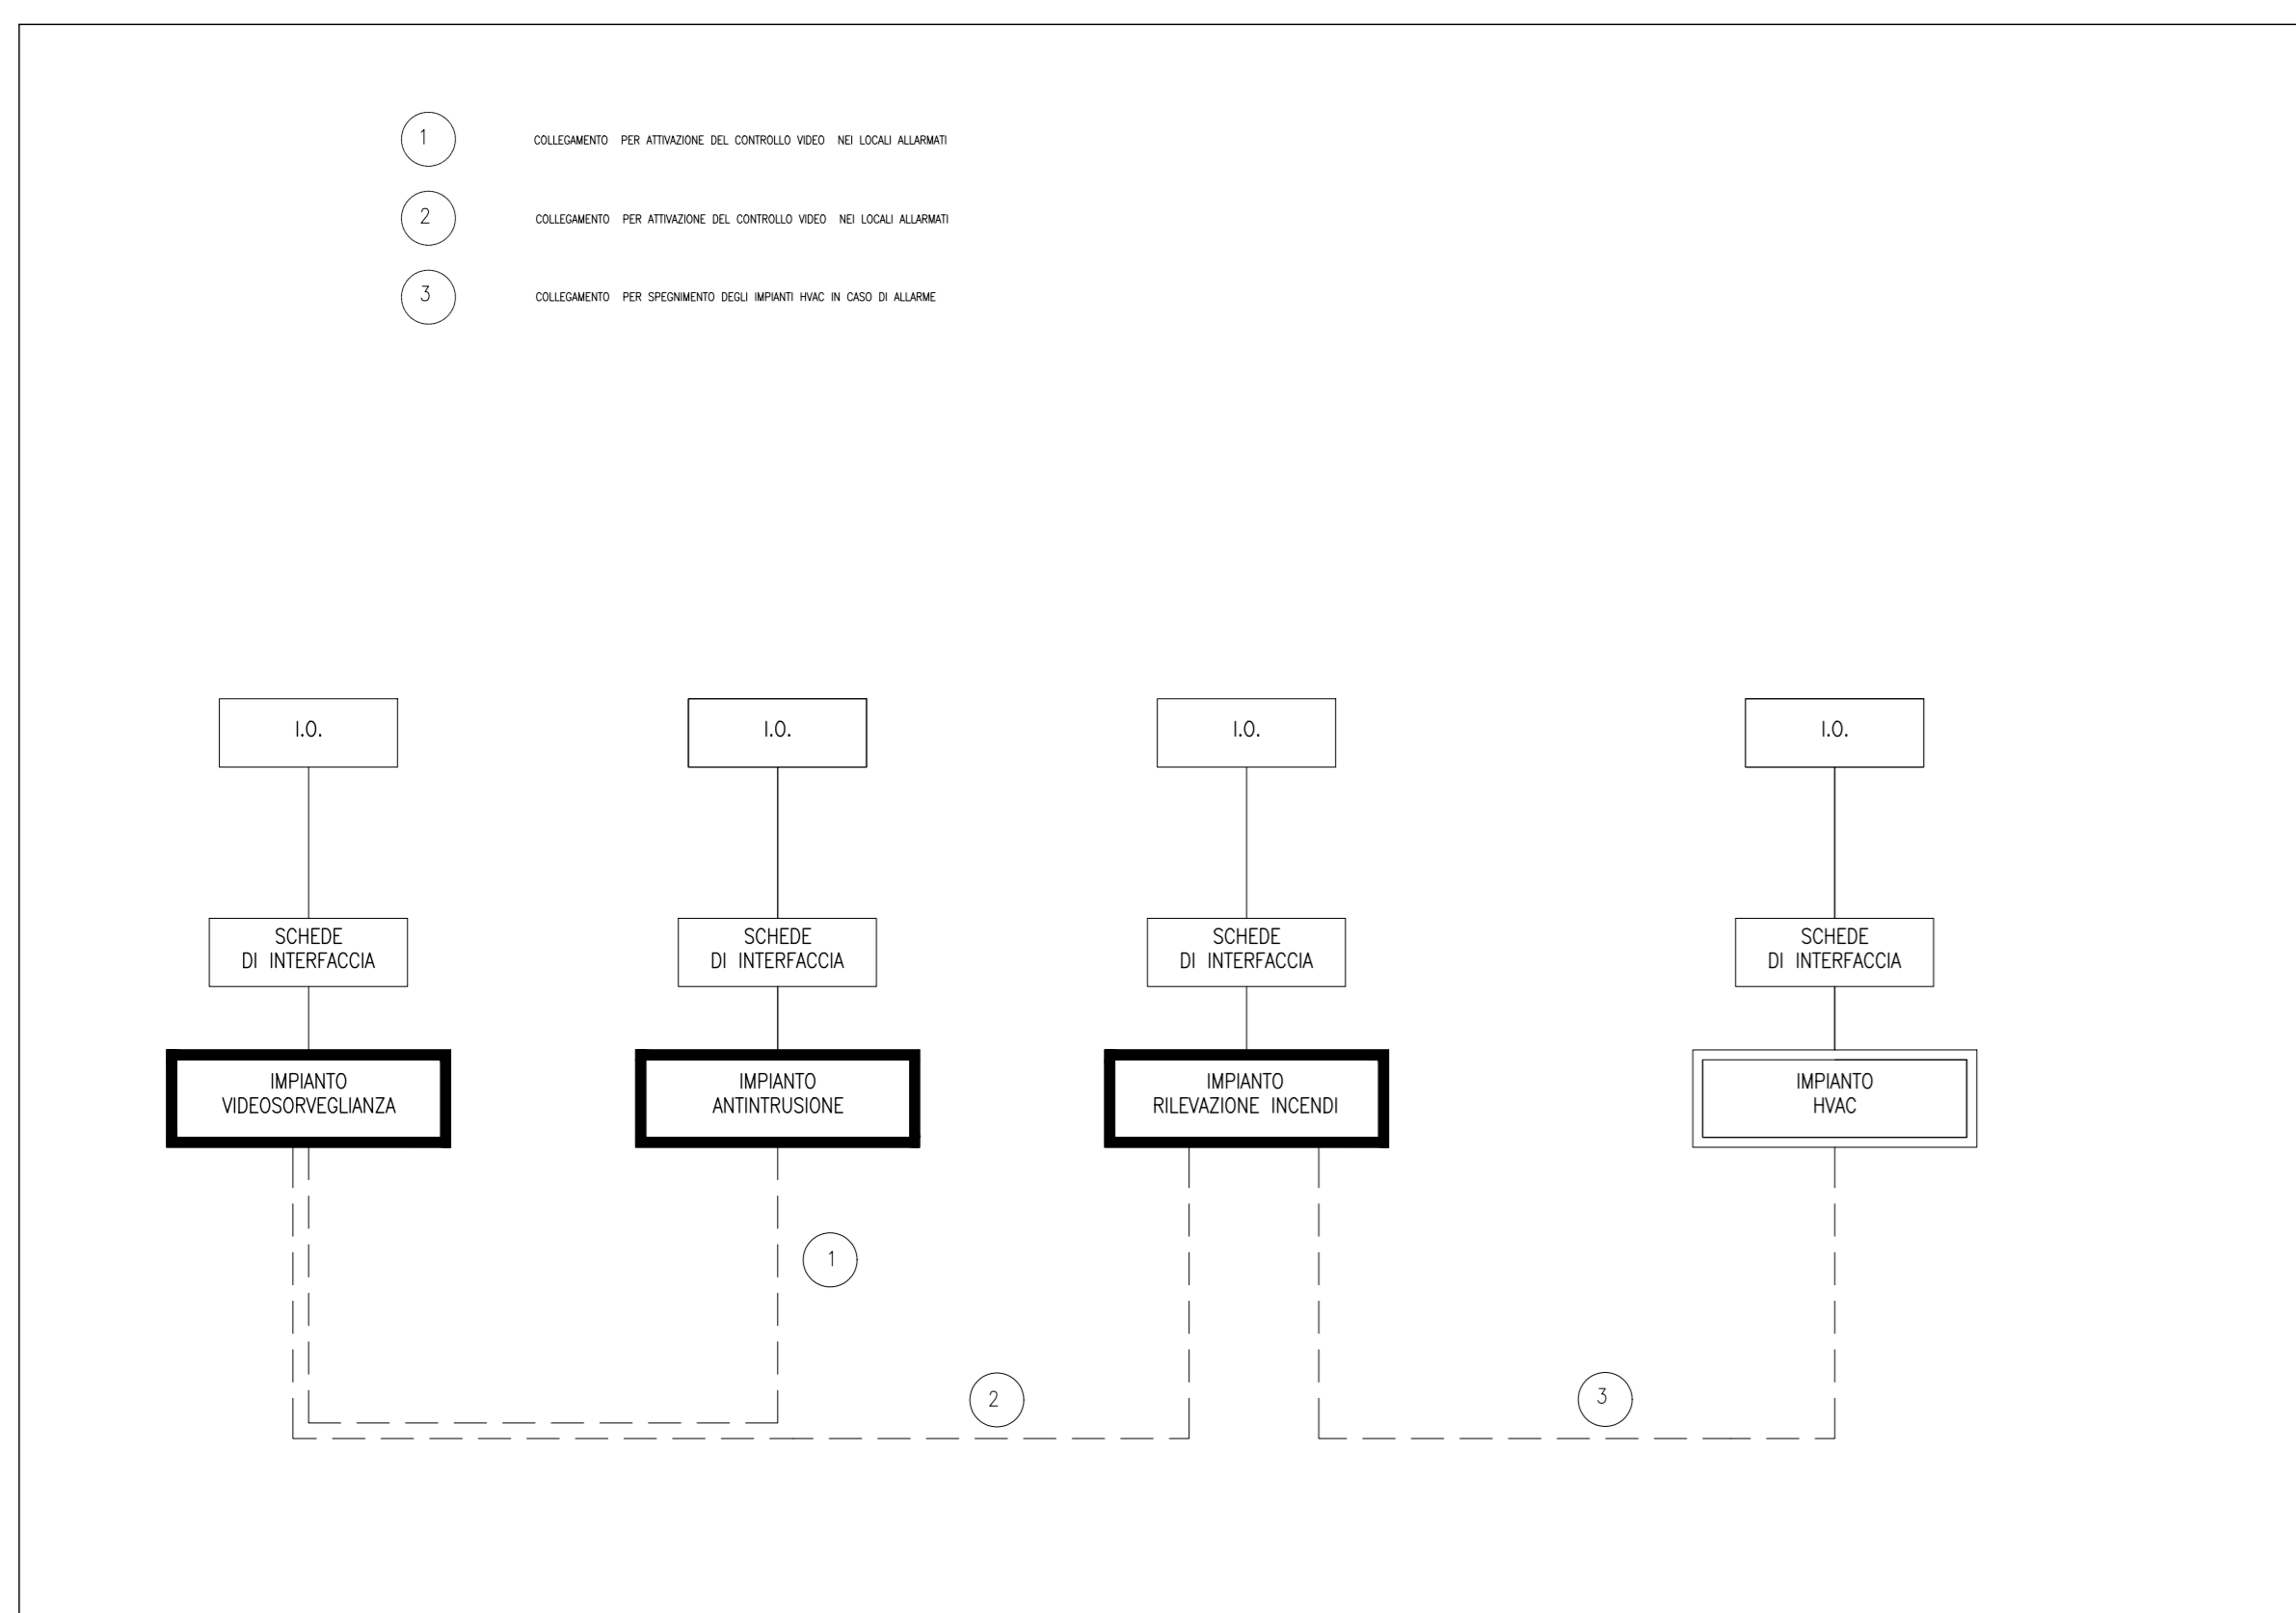 1
COLLEGAMENTO PER ATTIVAZIONE DEL CONTROLLO VIDEO NEI LOCALI ALLARMATI
2
COLLEGAMENTO PER ATTIVAZIONE DEL CONTROLLO VIDEO NEI LOCALI ALLARMATI
3
COLLEGAMENTO PER SPEGNIMENTO DEGLI IMPIANTI HVAC IN CASO DI ALLARME
I.O.
I.O.
I.O.
I.O.
SCHEDE
DI INTERFACCIA
SCHEDE
DI INTERFACCIA
SCHEDE
DI INTERFACCIA
SCHEDE
DI INTERFACCIA
IMPIANTO
VIDEOSORVEGLIANZA
IMPIANTO
ANTINTRUSIONE
IMPIANTO
RILEVAZIONE INCENDI
IMPIANTO
HVAC
1
2
3